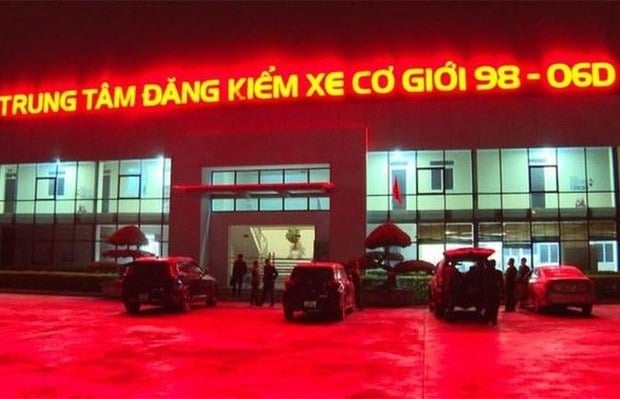 TRUNG TÂM ĐĂNG KIỂM XE CƠ GIỚI 98 - 06D